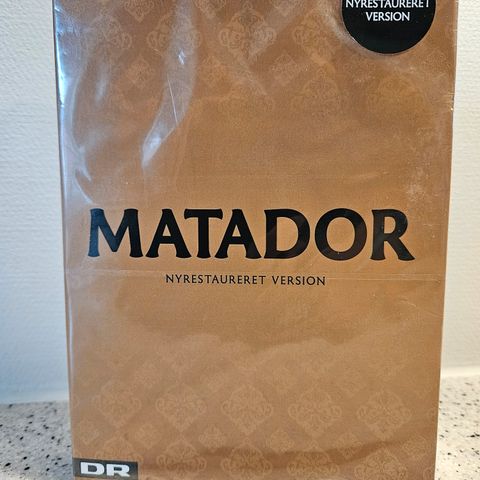 NYRESTAURERET
VERSION
MATADOR
NYRESTAURERET VERSION
DR